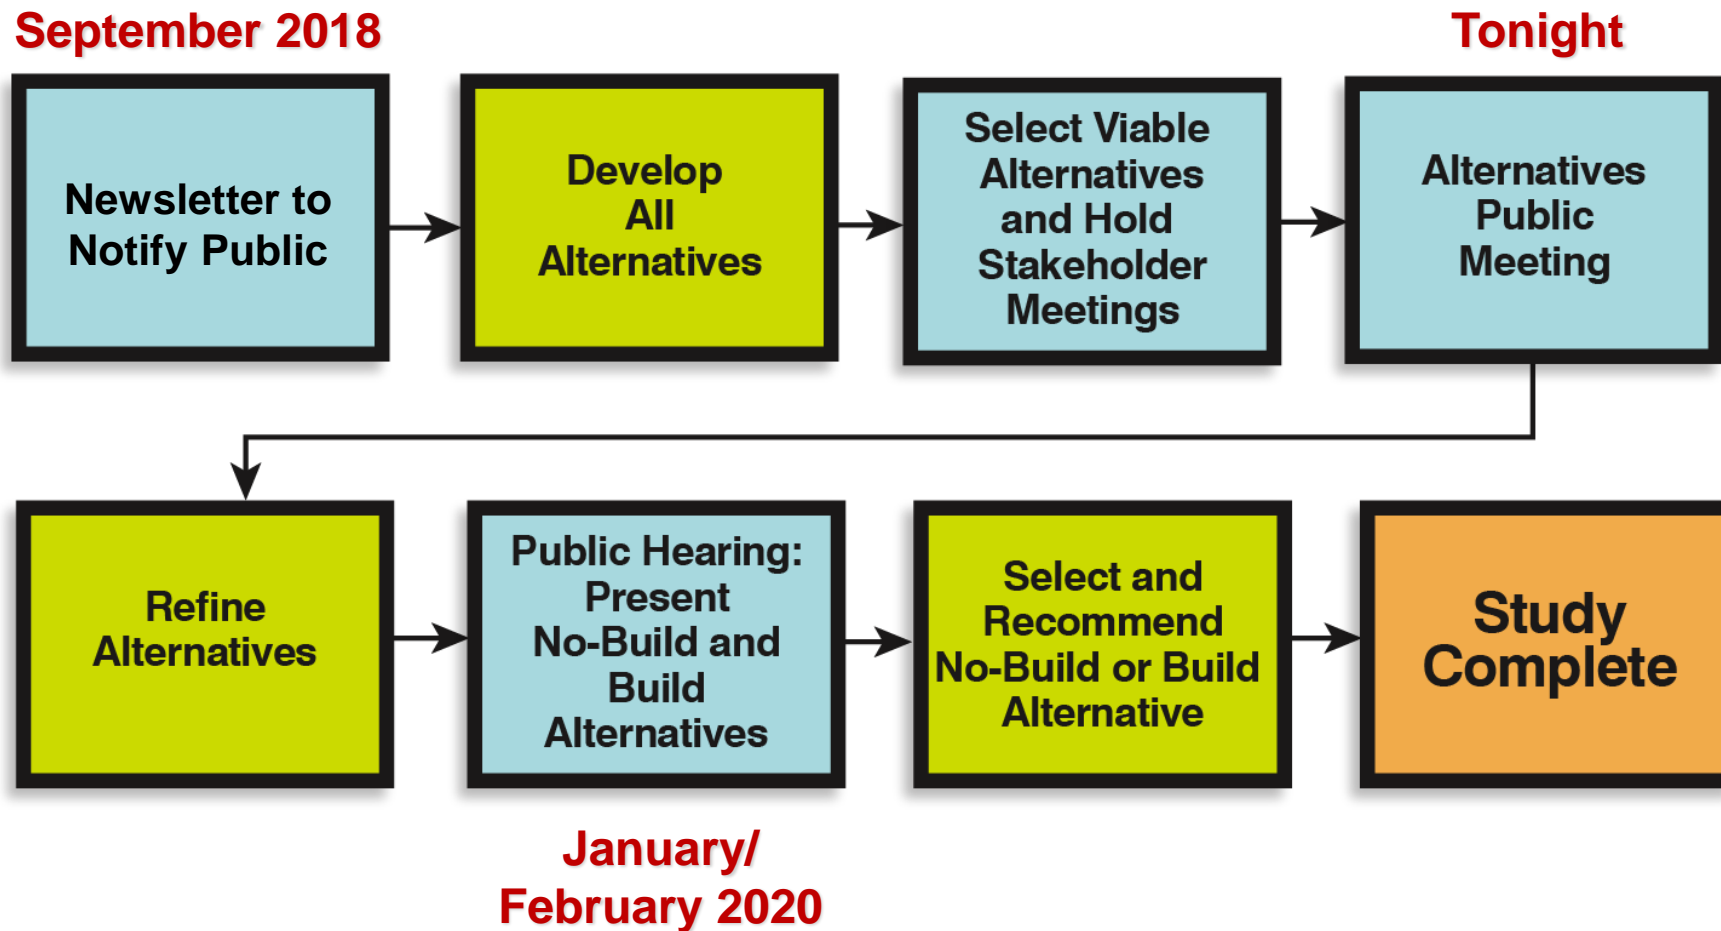 September 2018
Tonight
Newsletter to
Notify Public
Develop
All
Alternatives
Select Viable
Alternatives
and Hold
Stakeholder
Meetings
Alternatives
Public
Meeting
Refine
Alternatives
Public Hearing:
Present
No-Build and
Build
Alternatives
Select and
Recommend
No-Build or Build
Alternative
Study
Complete
January/
February 2020